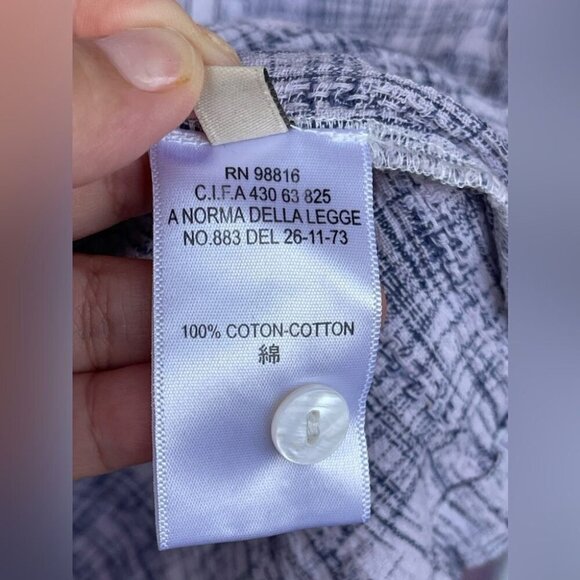 RN 98816
C.I.F.A 430 63 825
A NORMA DELLA LEGGE
NO.883 DEL 26-11-73
100% COTON-COTTON
綿